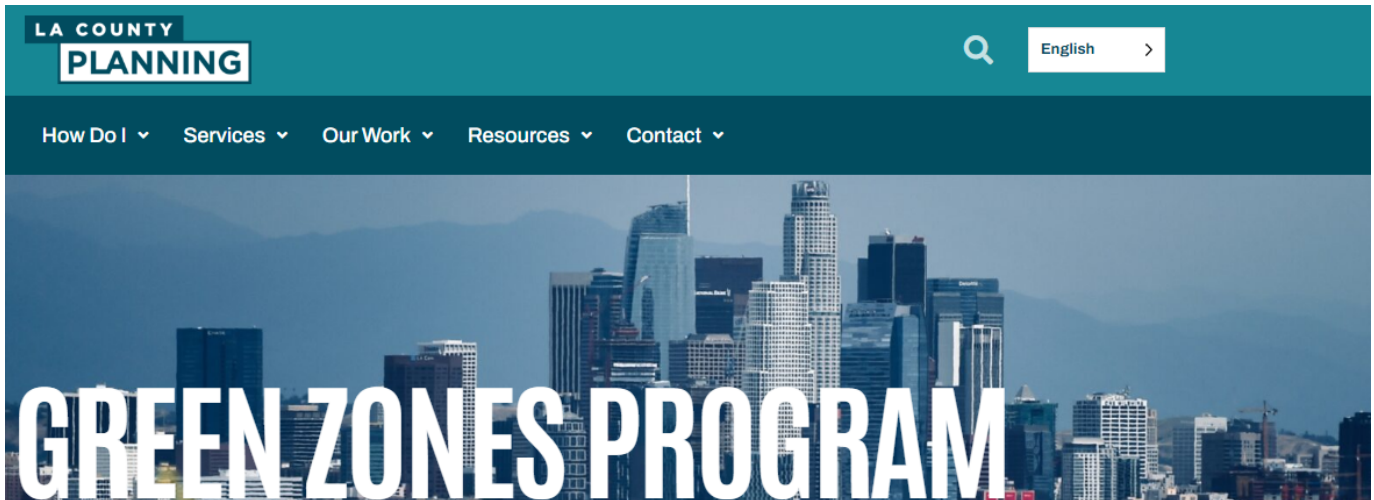 LA COUNTY
PLANNING
English
How Do I
Services
Our Work
Resources
Contact
GREEN ZONES PROGRAM